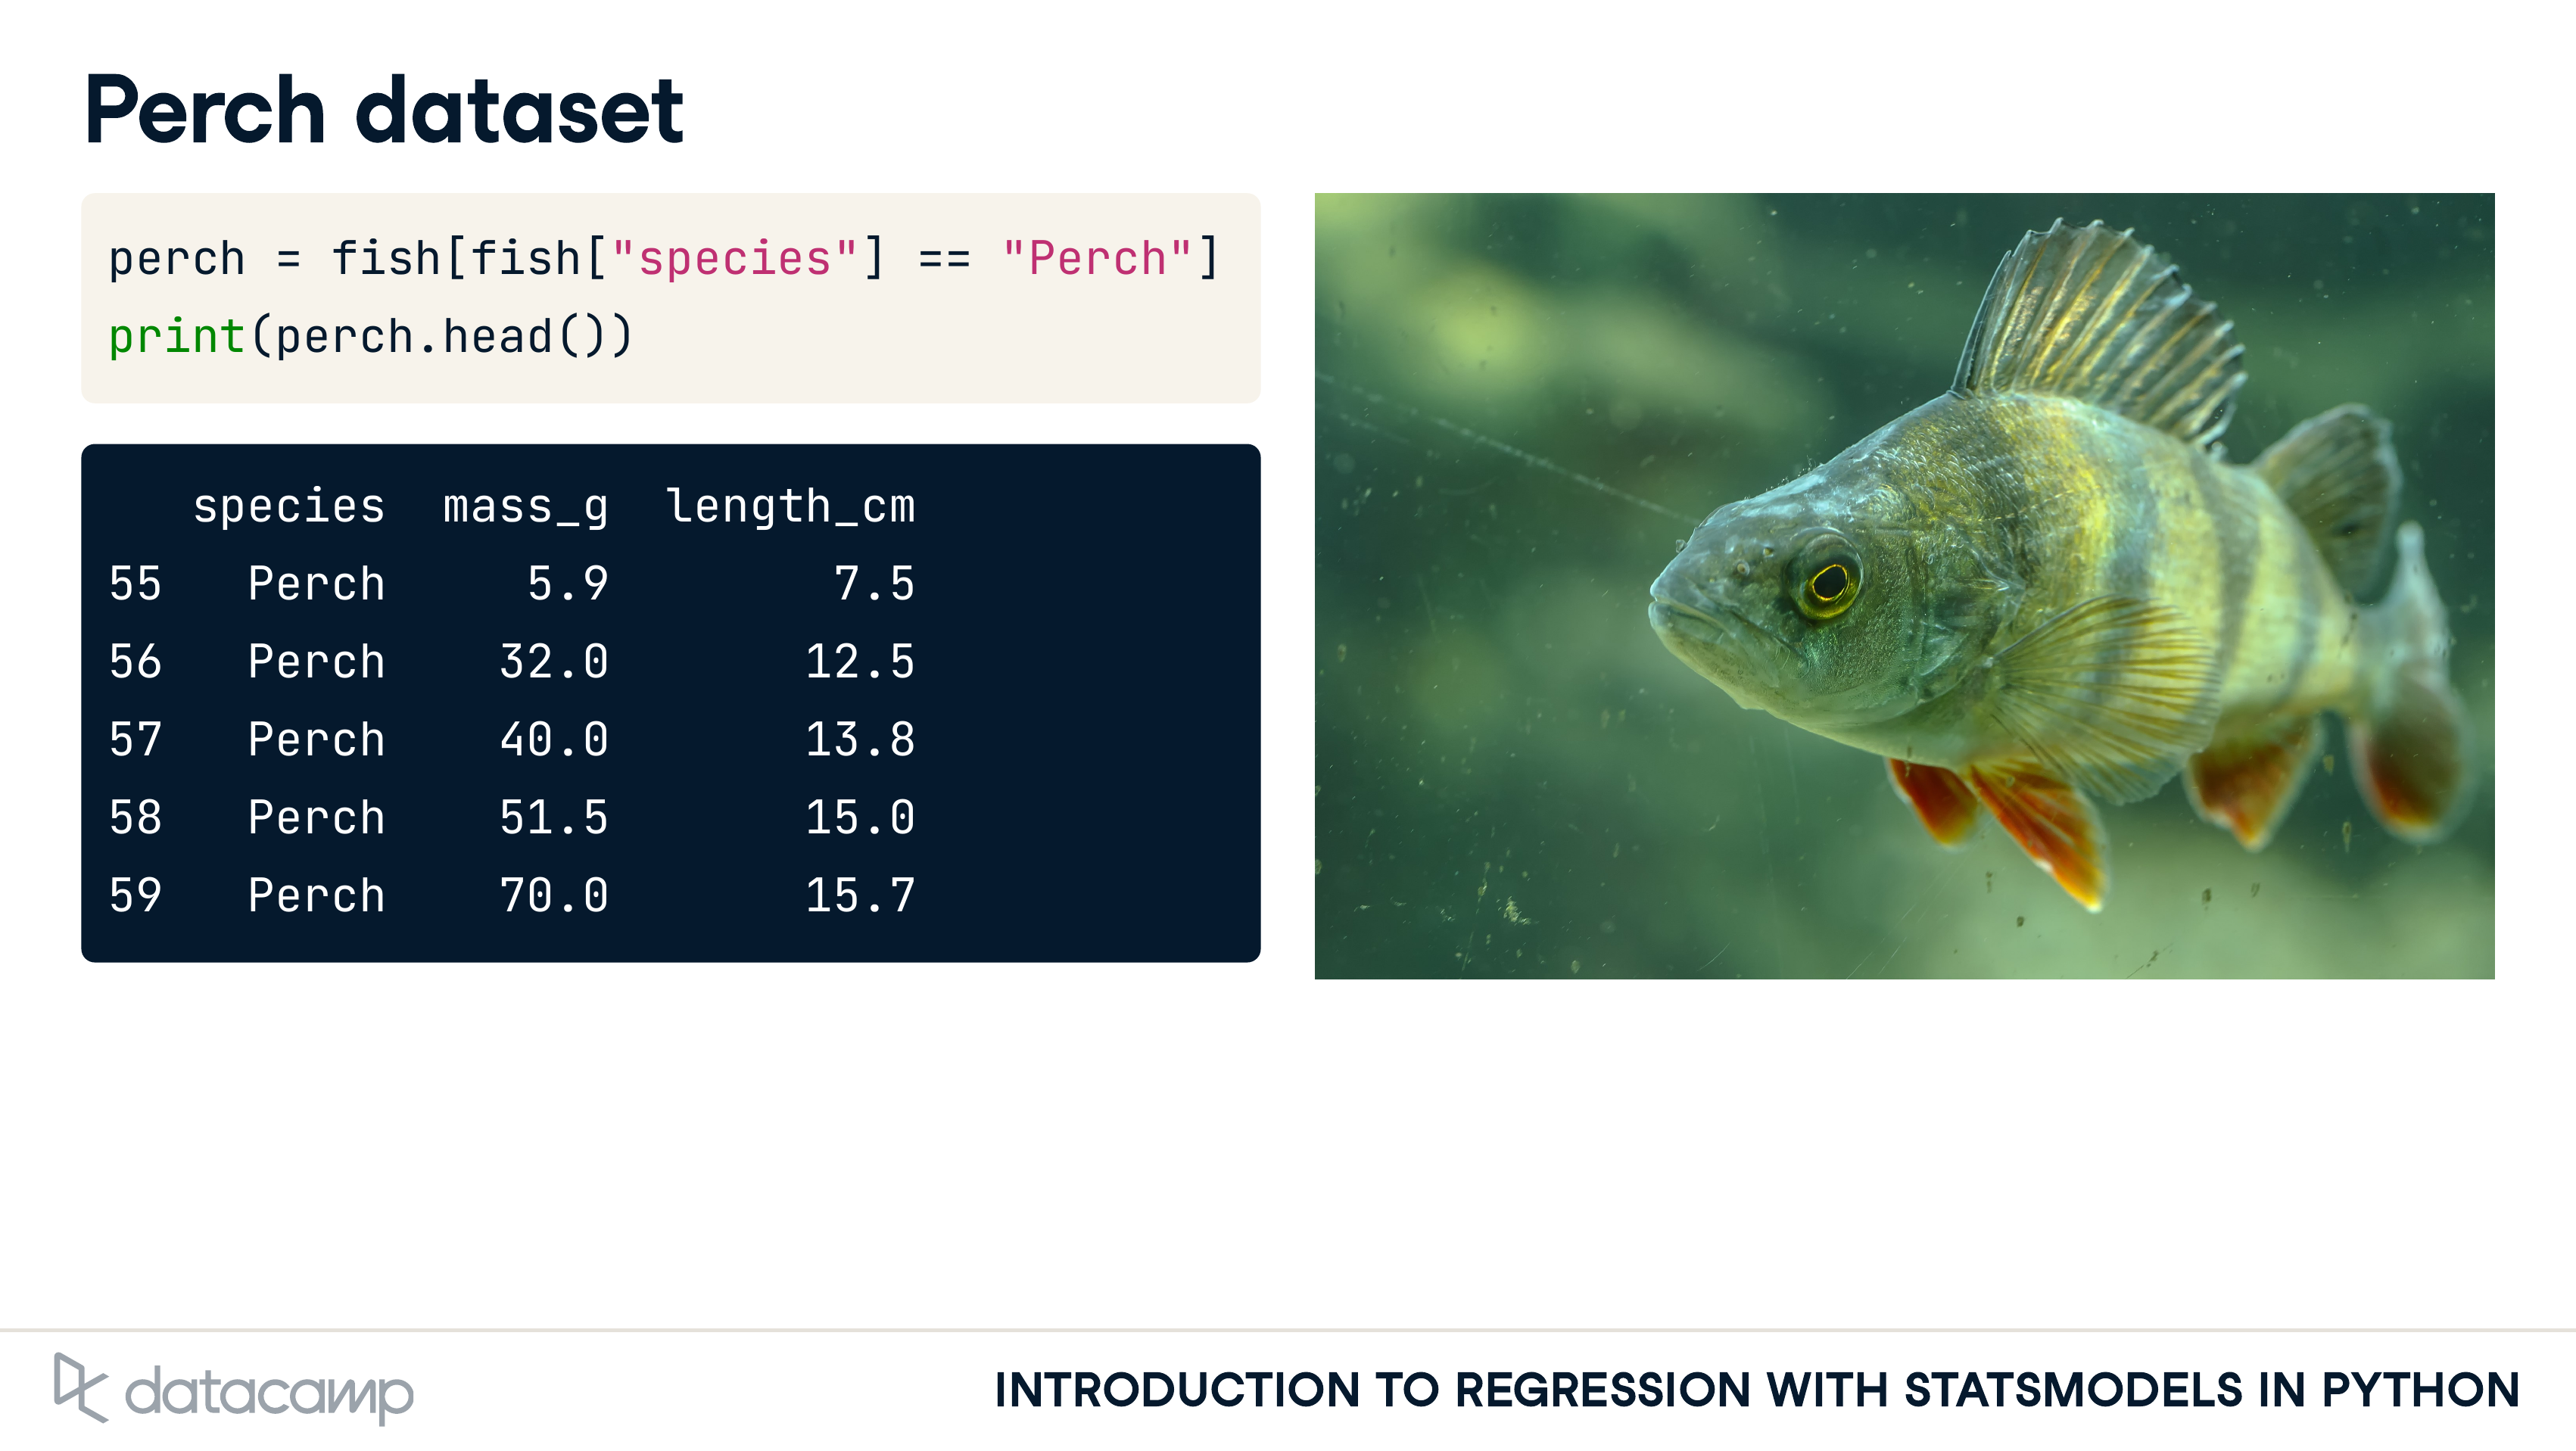 Perch dataset
perch = fish[fish["species"] == "Perch"]
print(perch.head())
species mass_g length_cm
55 Perch 5.9 7.5
56 Perch 32.0 12.5
57 Perch 40.0 13.8
58 Perch 51.5 15.0
59 Perch 70.0 15.7
datacamp
INTRODUCTION TO REGRESSION WITH STATSMODELS IN PYTHON